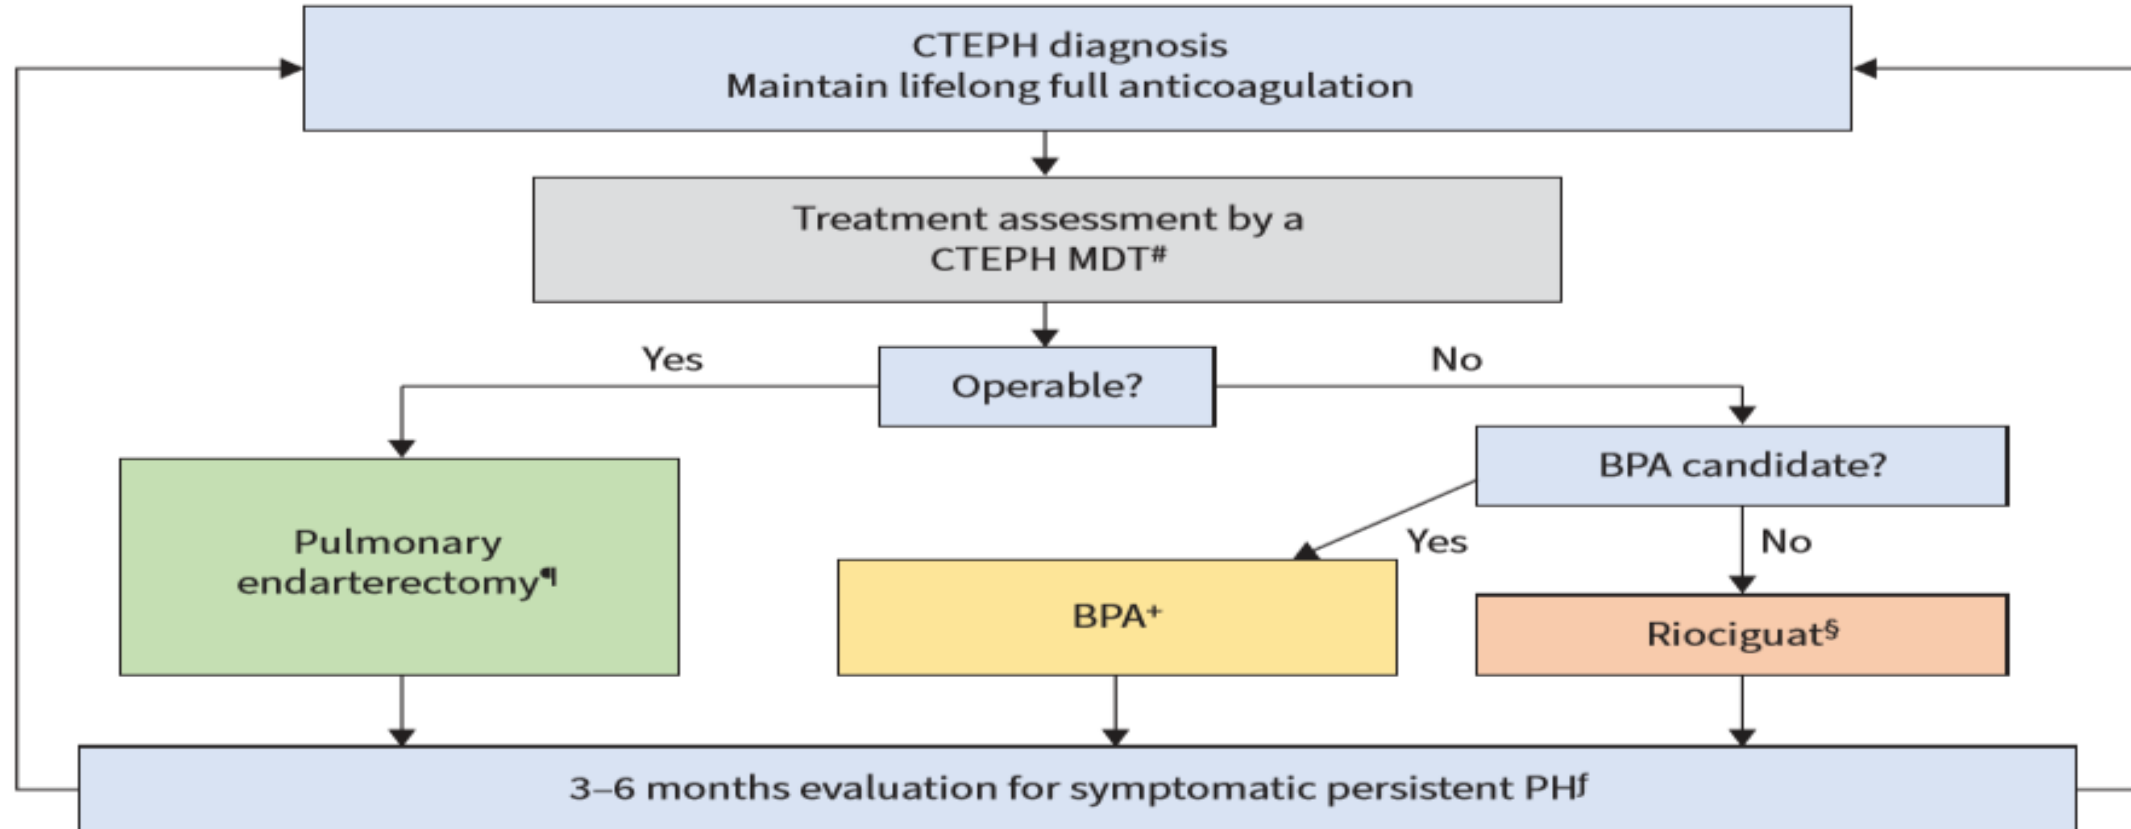 CTEPH diagnosis
Maintain lifelong full anticoagulation
Treatment assessment by a
CTEPH MDT#
Yes
Operable?
No
BPA candidate?
Pulmonary
endarterectomy¶
Yes
No
BPA+
Riociguat§
3–6 months evaluation for symptomatic persistent PHƒ